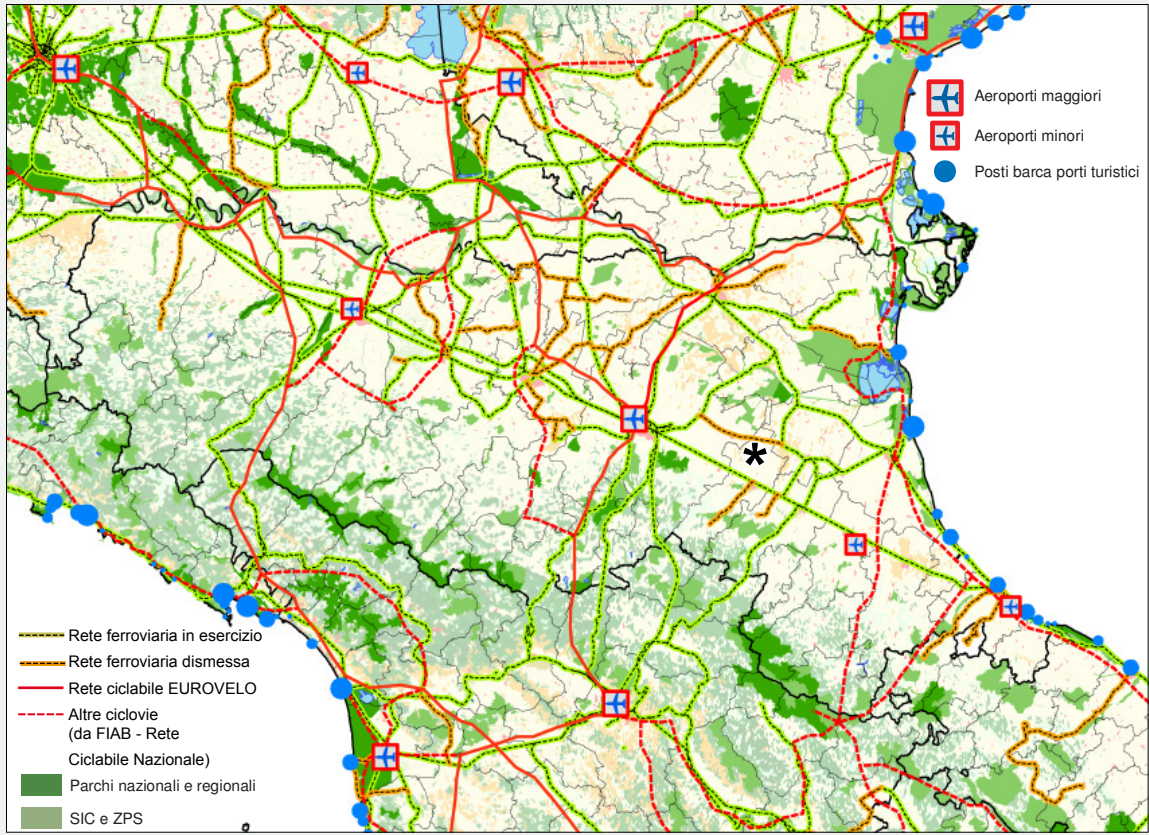 Aeroporti maggiori
Aeroporti minori
Posti barca porti turistici
*
Rete ferroviaria in esercizio
Rete ferroviaria dismessa
Rete ciclabile EUROVELO
Altre ciclovie
(da FIAB - Rete
Ciclabile Nazionale)
Parchi nazionali e regionali
SIC e ZPS